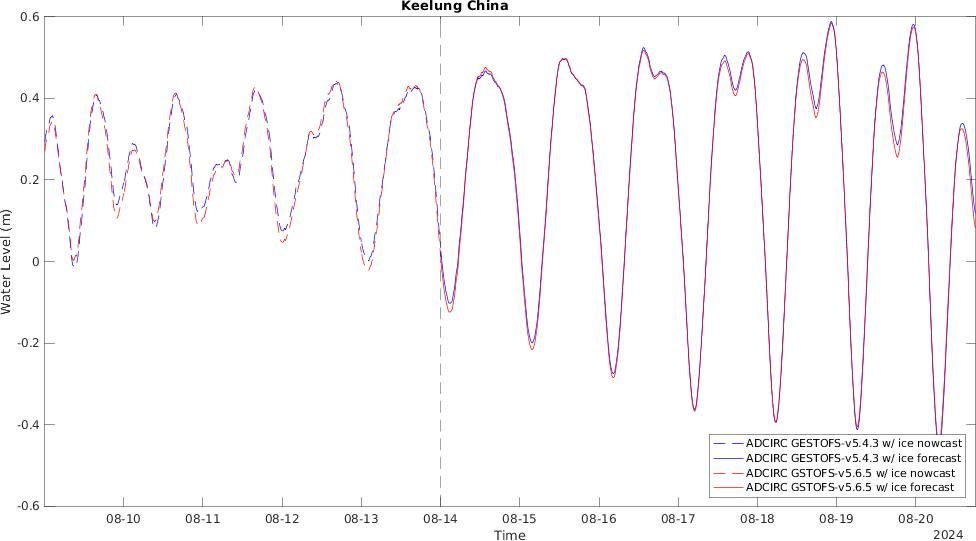 Keelung China
0.6
0.4
0.2
0
-0.2
-0.4
-0.6
Water Level (m)
ADCIRC GESTOFS-v5.4.3 w/ ice nowcast
ADCIRC GESTOFS-v5.4.3 w/ ice forecast
ADCIRC GSTOFS-v5.6.5 w/ ice nowcast
ADCIRC GSTOFS-v5.6.5 w/ ice forecast
08-10 08-11 08-12 08-13 08-14 08-15 08-16 08-17 08-18 08-19 08-20
Time
2024